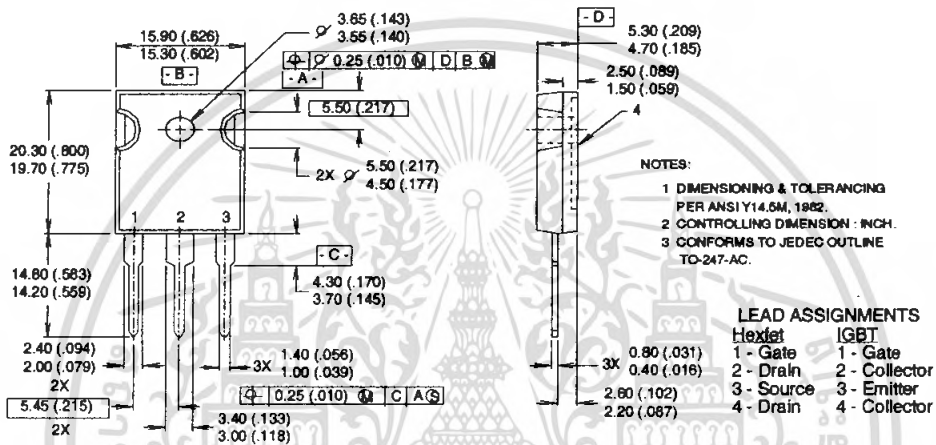 15.90 (.626)
15.30 (.602)
- B -
⌀ 3.65 (.143)
3.55 (.140)
⌖ ⌀ 0.25 (.010) Ⓜ D B Ⓜ
- A -
5.50 (.217)
20.30 (.800)
19.70 (.775)
2X ⌀ 5.50 (.217)
4.50 (.177)
1 2 3
- C -
14.80 (.583)
14.20 (.559)
4.30 (.170)
3.70 (.145)
2.40 (.094)
2.00 (.079)
2X
5.45 (.215)
2X
3X 1.40 (.056)
1.00 (.039)
⌖ 0.25 (.010) Ⓜ C A Ⓢ
3.40 (.133)
3.00 (.118)
- D -
5.30 (.209)
4.70 (.185)
2.50 (.089)
1.50 (.059)
4
NOTES:
1 DIMENSIONING & TOLERANCING
PER ANSI Y14.5M, 1982.
2 CONTROLLING DIMENSION : INCH.
3 CONFORMS TO JEDEC OUTLINE
TO-247-AC.
3X 0.80 (.031)
0.40 (.016)
2.60 (.102)
2.20 (.087)
LEAD ASSIGNMENTS
Hexfet IGBT
1 - Gate 1 - Gate
2 - Drain 2 - Collector
3 - Source 3 - Emitter
4 - Drain 4 - Collector